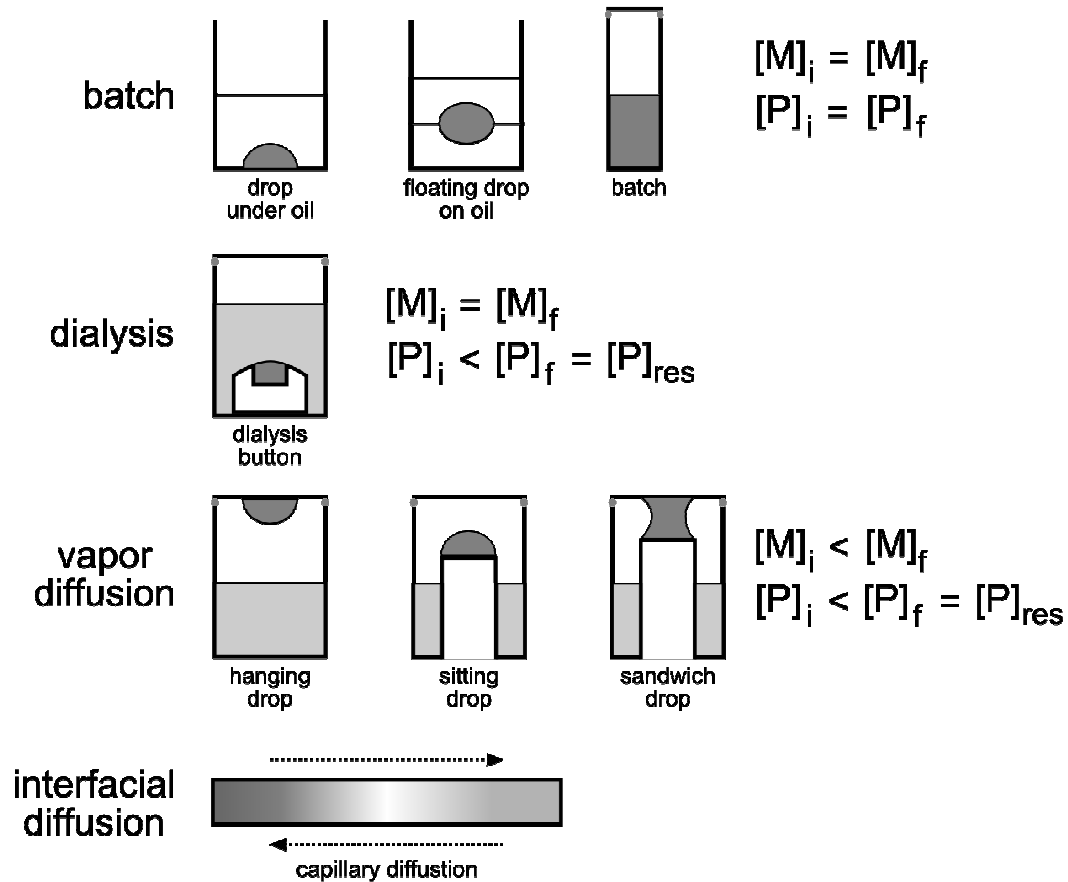 batch
drop
under oil
floating drop
on oil
batch
[M]i = [M]f
[P]i = [P]f
dialysis
dialysis
button
[M]i = [M]f
[P]i < [P]f = [P]res
vapor
diffusion
hanging
drop
sitting
drop
sandwich
drop
[M]i < [M]f
[P]i < [P]f = [P]res
interfacial
diffusion
capillary diffustion